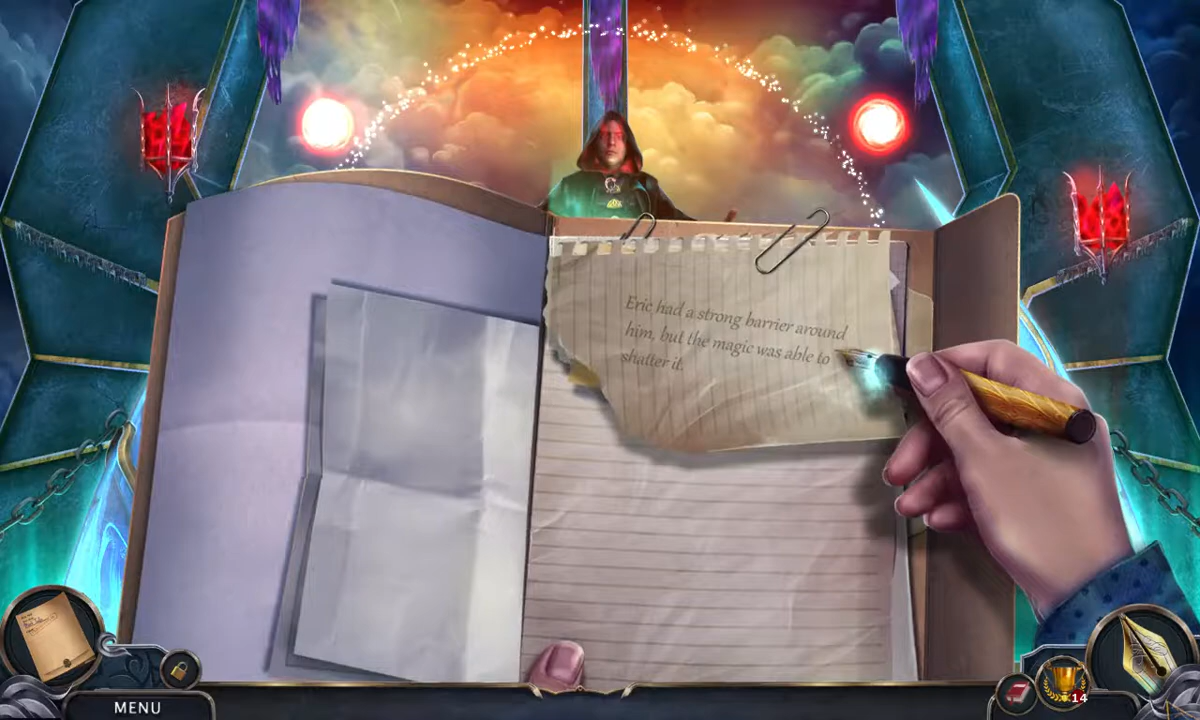 Eric had a strong barrier around
him, but the magic was able to
shatter it.
MENU
14